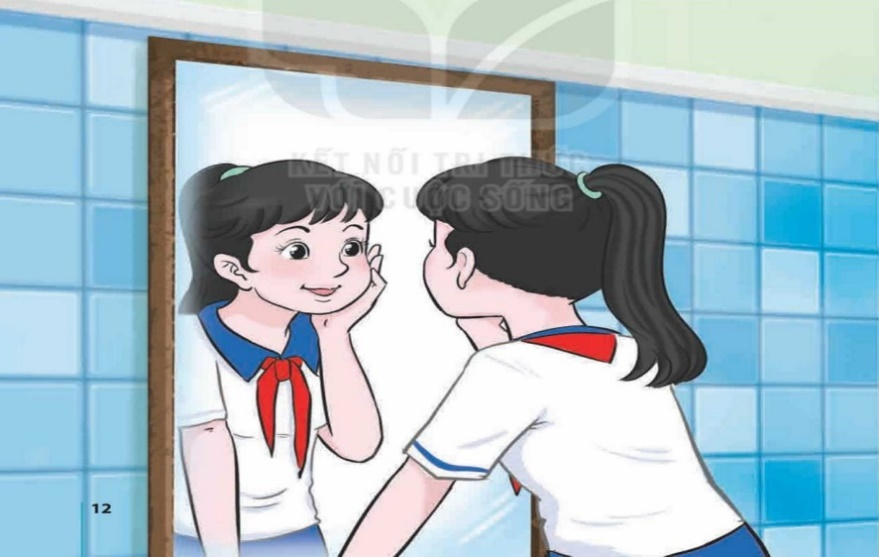 KẾT NỐI TRI THỨC
VỚI CUỘC SỐNG
12